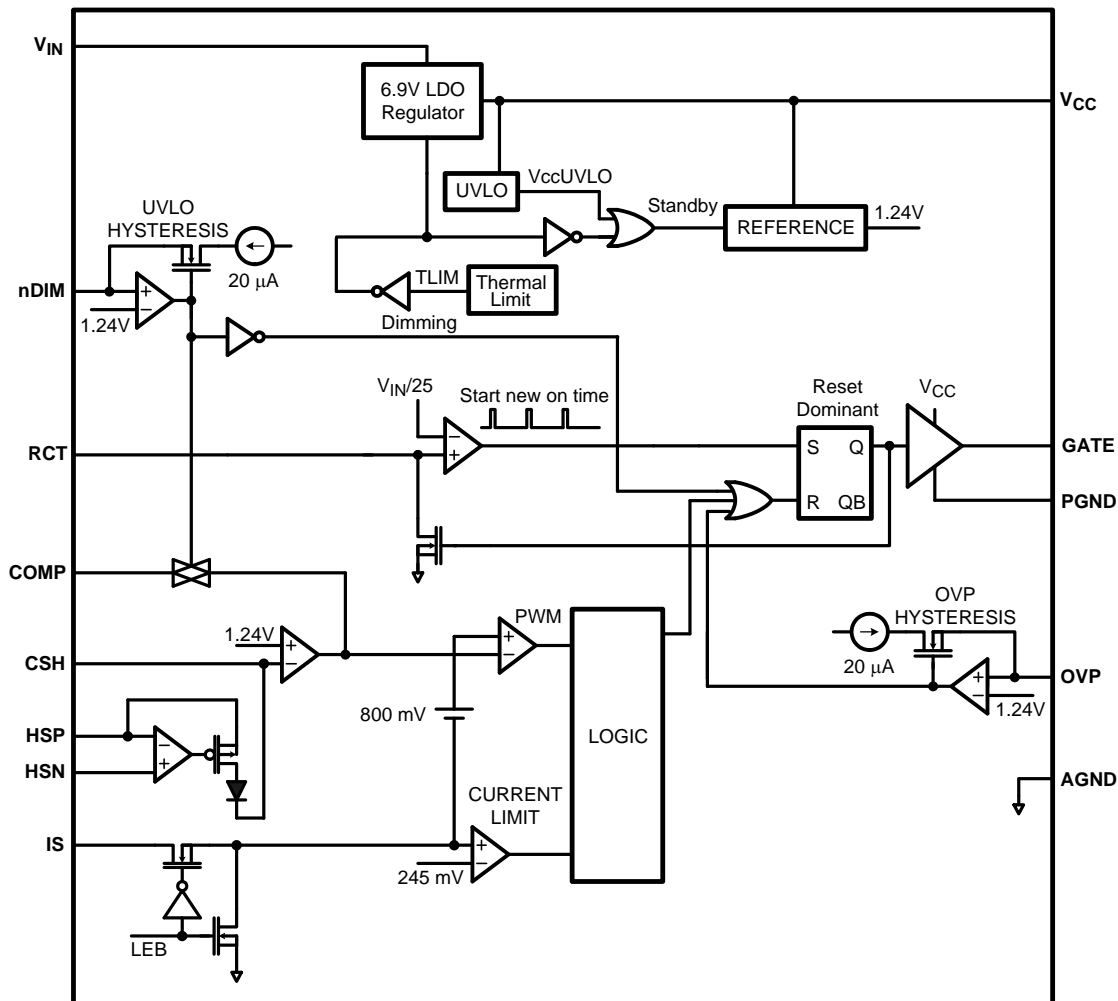 VIN
6.9V LDO
Regulator
VCC
UVLO
VccUVLO
Standby
REFERENCE
1.24V
UVLO
HYSTERESIS
20 μA
nDIM
+
−
1.24V
TLIM
Thermal
Limit
Dimming
VIN/25
Start new on time
Reset
Dominant
VCC
RCT
−
+
S Q
R QB
GATE
PGND
COMP
OVP
HYSTERESIS
20 μA
+
−
1.24V
OVP
1.24V
+
−
CSH
PWM
+
−
800 mV
LOGIC
HSP
HSN
−
+
AGND
CURRENT
LIMIT
IS
+
−
245 mV
LEB